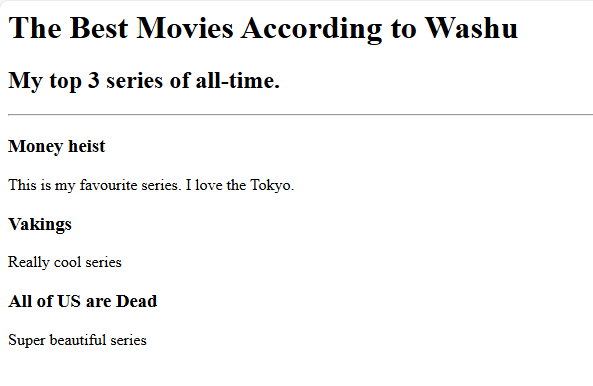 The Best Movies According to Washu
My top 3 series of all-time.
Money heist
This is my favourite series. I love the Tokyo.
Vakings
Really cool series
All of US are Dead
Super beautiful series